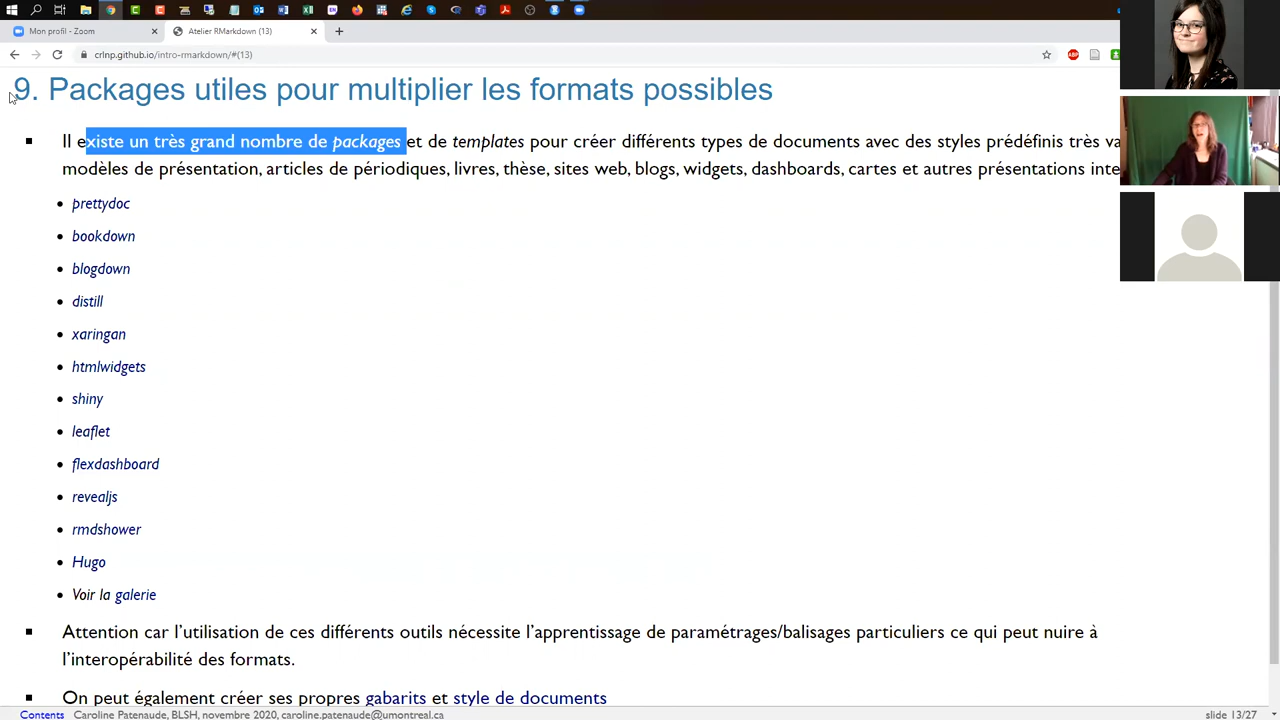 Mon profil - Zoom
Atelier RMarkdown (13)
crlnp.github.io/intro-rmarkdown/#(13)
9. Packages utiles pour multiplier les formats possibles
Il existe un très grand nombre de packages et de templates pour créer différents types de documents avec des styles prédéfinis très va
modèles de présentation, articles de périodiques, livres, thèse, sites web, blogs, widgets, dashboards, cartes et autres présentations inte
prettydoc
bookdown
blogdown
distill
xaringan
htmlwidgets
shiny
leaflet
flexdashboard
revealjs
rmdshower
Hugo
Voir la galerie
Attention car l'utilisation de ces différents outils nécessite l'apprentissage de paramétrages/balisages particuliers ce qui peut nuire à
l'interopérabilité des formats.
On peut également créer ses propres gabarits et style de documents
Contents Caroline Patenaude, BLSH, novembre 2020, caroline.patenaude@umontreal.ca slide 13/27